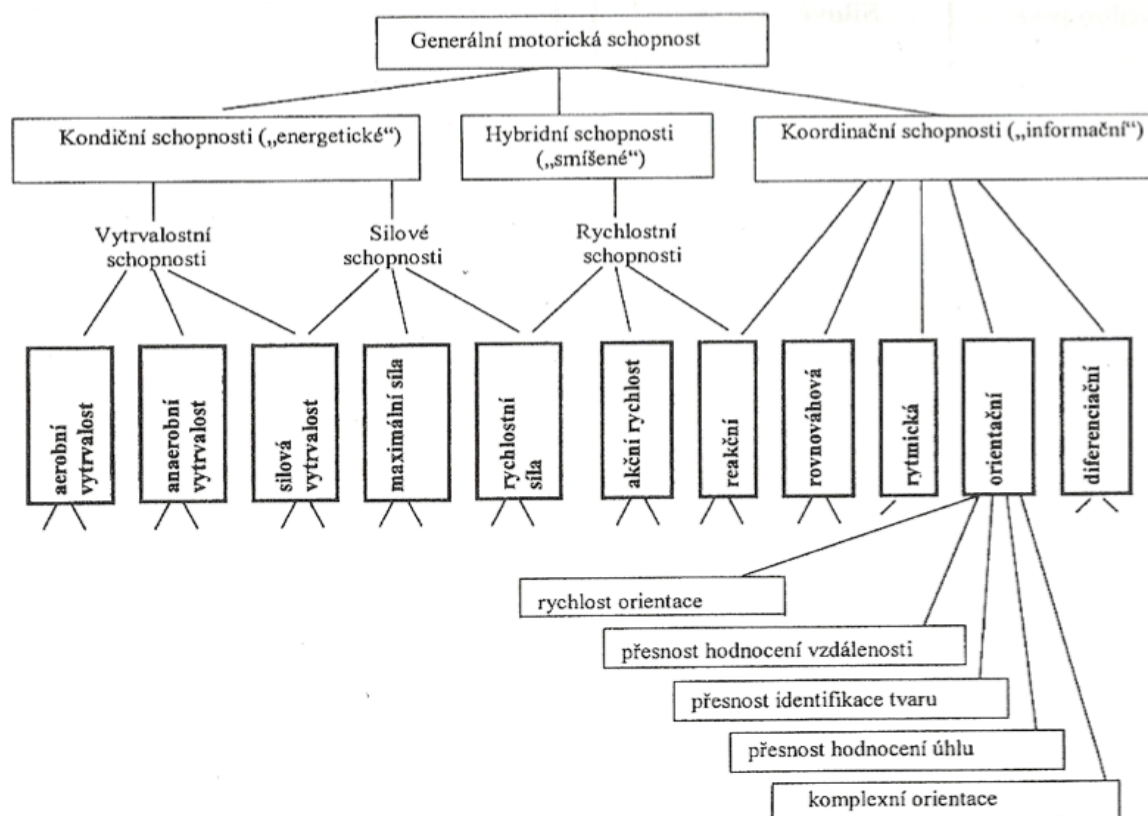 Generální motorická schopnost
Kondiční schopnosti („energetické“)
Hybridní schopnosti
(„smíšené“)
Koordinační schopnosti („informační“)
Vytrvalostní
schopnosti
Silové
schopnosti
Rychlostní
schopnosti
aerobní
vytrvalost
anaerobní
vytrvalost
silová
vytrvalost
maximální síla
rychlostní
síla
akční rychlost
reakční
rovnováhová
rytmická
orientační
diferenciační
rychlost orientace
přesnost hodnocení vzdálenosti
přesnost identifikace tvaru
přesnost hodnocení úhlu
komplexní orientace